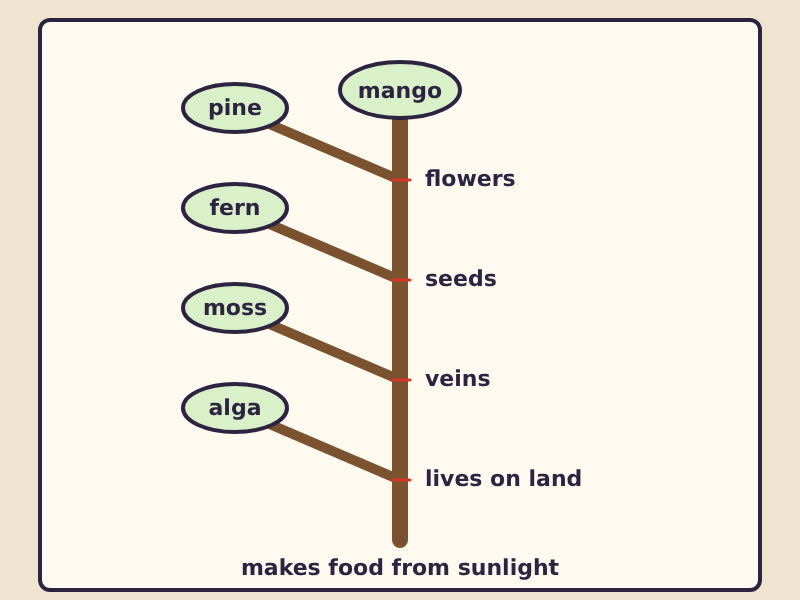 mango
pine
flowers
fern
seeds
moss
veins
alga
lives on land
makes food from sunlight